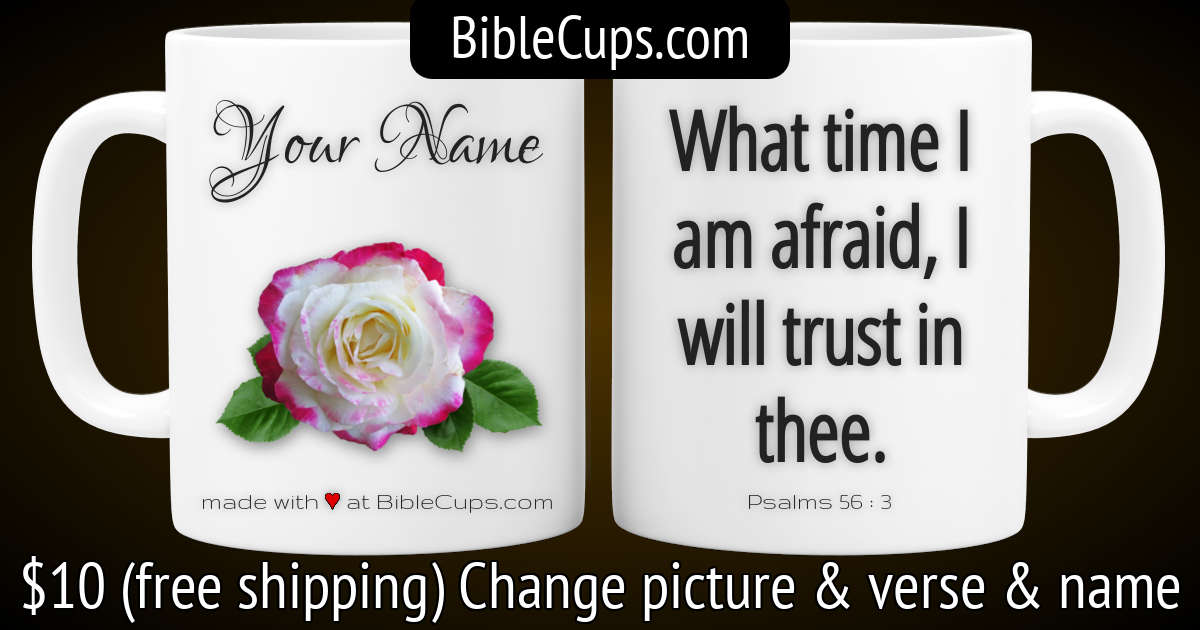 BibleCups.com
Your Name
made with ♥ at BibleCups.com
What time I
am afraid, I
will trust in
thee.
Psalms 56 : 3
$10 (free shipping) Change picture & verse & name